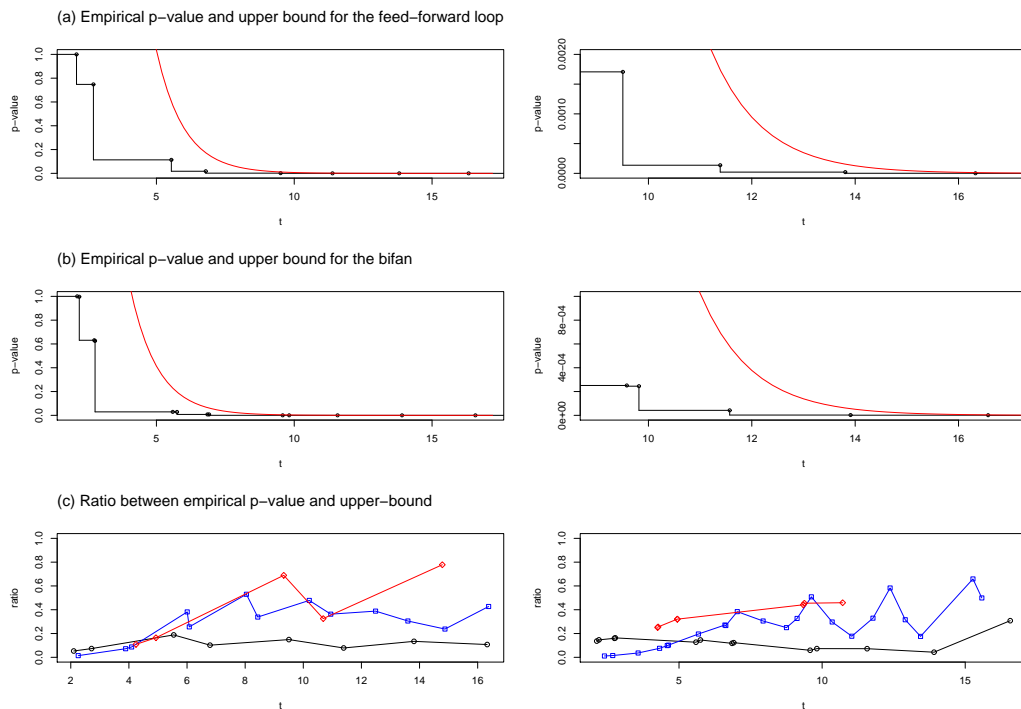 (a) Empirical p−value and upper bound for the feed−forward loop
p−value
0.0 0.2 0.4 0.6 0.8 1.0
5 10 15
t
p−value
0.0000 0.0010 0.0020
10 12 14 16
t
(b) Empirical p−value and upper bound for the bifan
p−value
0.0 0.2 0.4 0.6 0.8 1.0
5 10 15
t
p−value
0e+00 4e−04 8e−04
10 12 14 16
t
(c) Ratio between empirical p−value and upper−bound
ratio
0.0 0.2 0.4 0.6 0.8 1.0
2 4 6 8 10 12 14 16
t
ratio
0.0 0.2 0.4 0.6 0.8 1.0
5 10 15
t